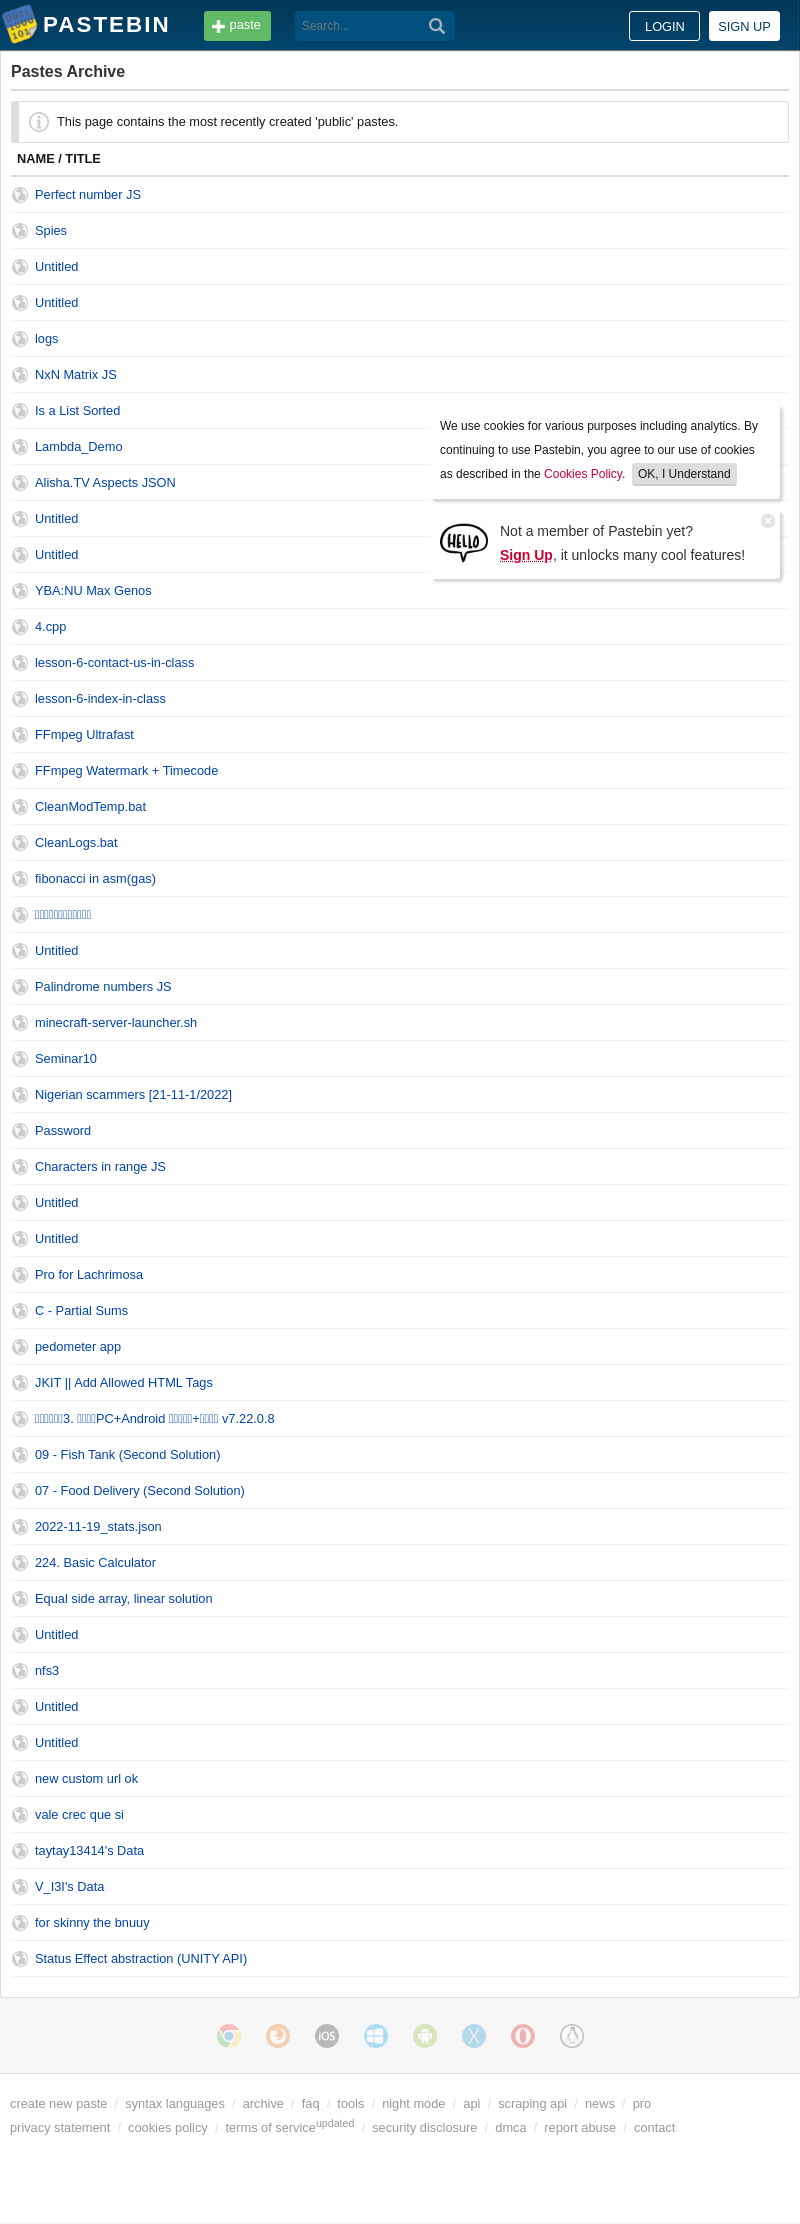 PASTEBIN
paste
Search...
LOGIN
SIGN UP
Pastes Archive
This page contains the most recently created 'public' pastes.
NAME / TITLE
Perfect number JS
Spies
Untitled
Untitled
logs
NxN Matrix JS
Is a List Sorted
Lambda_Demo
Alisha.TV Aspects JSON
Untitled
Untitled
We use cookies for various purposes including analytics. By
continuing to use Pastebin, you agree to our use of cookies
as described in the Cookies Policy. OK, I Understand
HELLO
Not a member of Pastebin yet?
Sign Up, it unlocks many cool features!
YBA:NU Max Genos
4.cpp
lesson-6-contact-us-in-class
lesson-6-index-in-class
FFmpeg Ultrafast
FFmpeg Watermark + Timecode
CleanModTemp.bat
CleanLogs.bat
fibonacci in asm(gas)
Untitled
Palindrome numbers JS
minecraft-server-launcher.sh
Seminar10
Nigerian scammers [21-11-1/2022]
Password
Characters in range JS
Untitled
Untitled
Pro for Lachrimosa
C - Partial Sums
pedometer app
JKIT || Add Allowed HTML Tags
3. PC+Android + v7.22.0.8
09 - Fish Tank (Second Solution)
07 - Food Delivery (Second Solution)
2022-11-19_stats.json
224. Basic Calculator
Equal side array, linear solution
Untitled
nfs3
Untitled
Untitled
new custom url ok
vale crec que si
taytay13414's Data
V_I3I's Data
for skinny the bnuuy
Status Effect abstraction (UNITY API)
iOS
create new paste / syntax languages / archive / faq / tools / night mode / api / scraping api / news / pro
privacy statement / cookies policy / terms of service updated / security disclosure / dmca / report abuse / contact